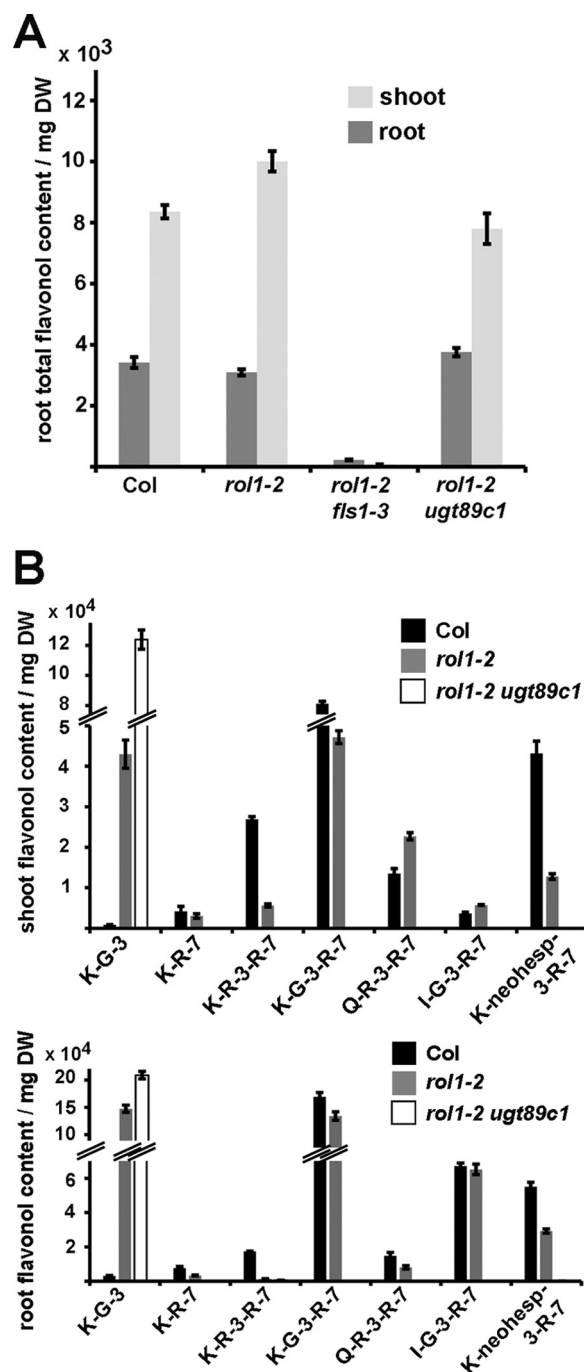 A
x 10³
root total flavonol content / mg DW
12
10
8
6
4
2
shoot
root
Col
rol1-2
rol1-2
fls1-3
rol1-2
ugt89c1
B
x 10⁴
shoot flavonol content / mg DW
12
10
8
5
4
3
2
1
Col
rol1-2
rol1-2 ugt89c1
K-G-3
K-R-7
K-R-3-R-7
K-G-3-R-7
Q-R-3-R-7
I-G-3-R-7
K-neohesp-
3-R-7
x 10⁴
root flavonol content / mg DW
20
15
10
6
4
2
Col
rol1-2
rol1-2 ugt89c1
K-G-3
K-R-7
K-R-3-R-7
K-G-3-R-7
Q-R-3-R-7
I-G-3-R-7
K-neohesp-
3-R-7